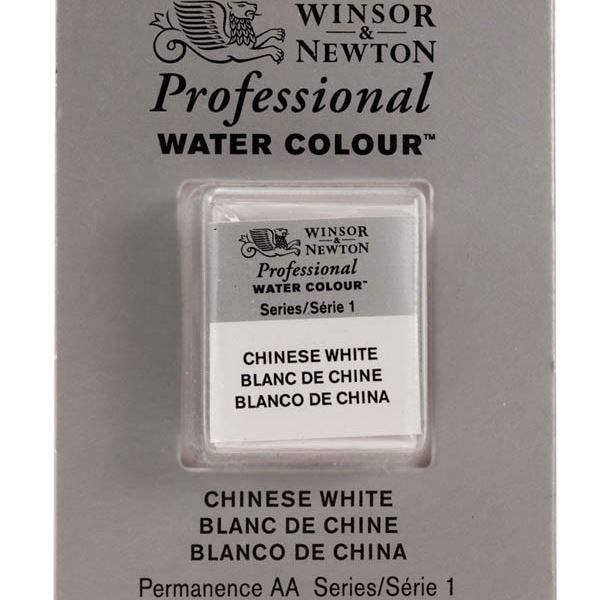 WINSOR
&
NEWTON
Professional
WATER COLOUR™
WINSOR
&
NEWTON
Professional
WATER COLOUR™
Series/Série 1
CHINESE WHITE
BLANC DE CHINE
BLANCO DE CHINA
CHINESE WHITE
BLANC DE CHINE
BLANCO DE CHINA
Permanence AA Series/Série 1